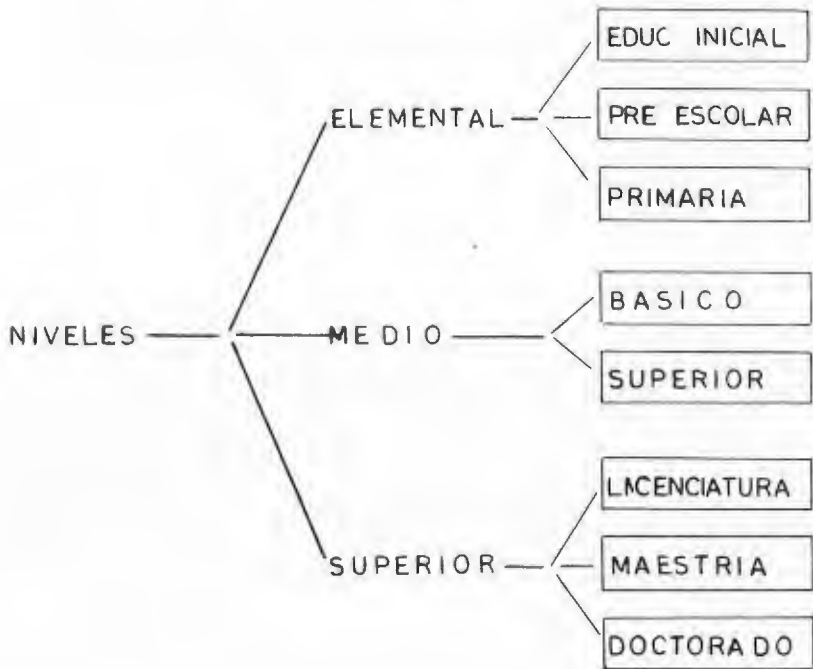 EDUC INICIAL
ELEMENTAL
PRE ESCOLAR
PRIMARIA
BASICO
NIVELES
MEDIO
SUPERIOR
LICENCIATURA
SUPERIOR
MAESTRIA
DOCTORADO